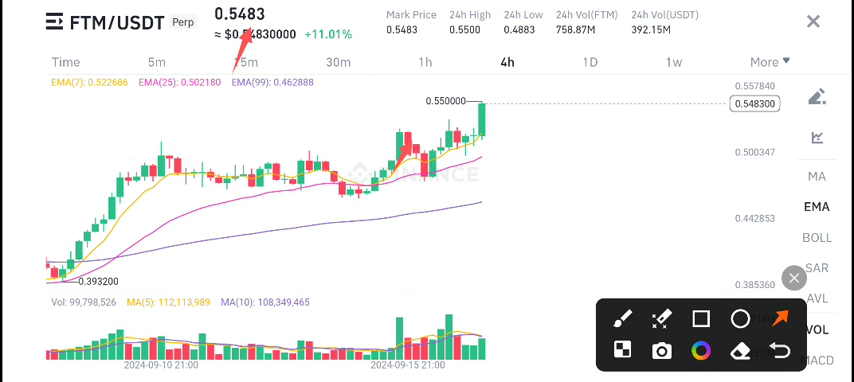 FTM/USDT Perp
0.5483
≈ $0.54830000 +11.01%
Mark Price 24h High 24h Low 24h Vol(FTM) 24h Vol(USDT)
0.5483 0.5500 0.4883 758.87M 392.15M
Time 5m 15m 30m 1h 4h 1D 1w More
EMA(7): 0.522686 EMA(25): 0.502180 EMA(99): 0.462888
0.557840
0.550000
0.548300
0.500347
BINANCE
MA
EMA
0.442853
BOLL
SAR
0.393200
0.385360
AVL
Vol: 99,798,526 MA(5): 112,113,989 MA(10): 108,349,465
VOL
MACD
2024-09-10 21:00 2024-09-15 21:00